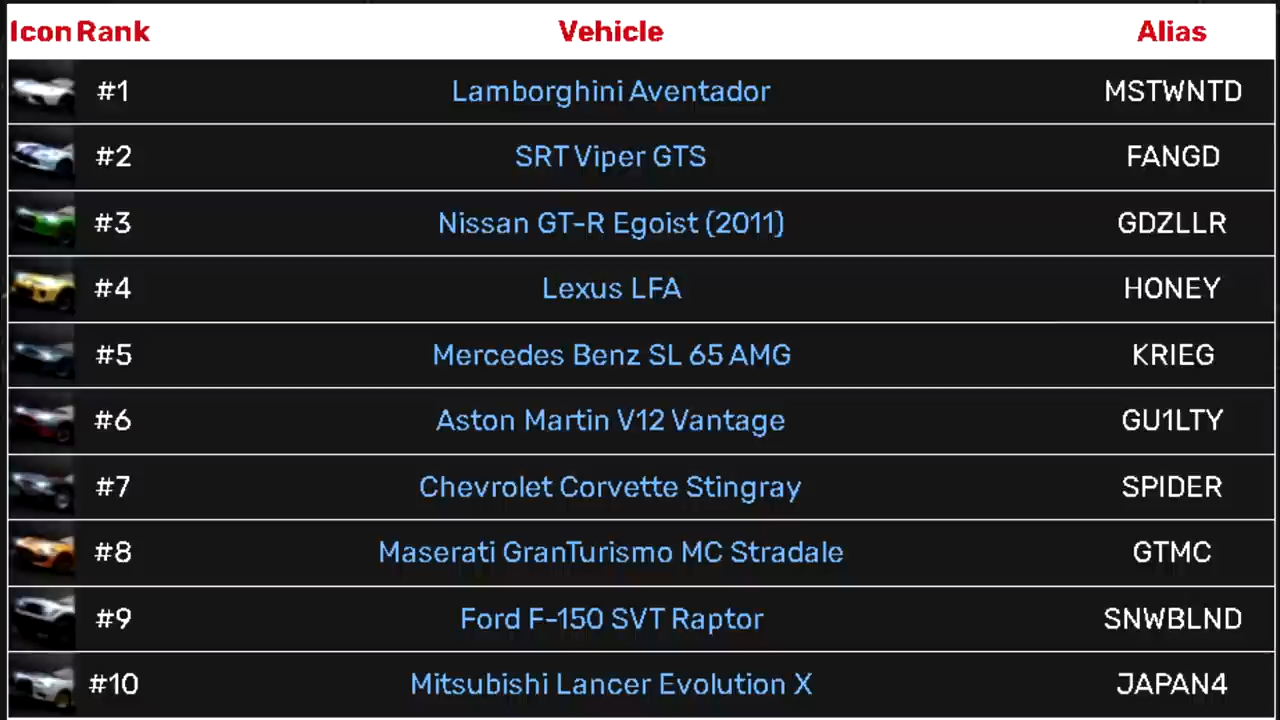 Icon Rank Vehicle Alias
#1 Lamborghini Aventador MSTWNTD
#2 SRT Viper GTS FANGD
#3 Nissan GT-R Egoist (2011) GDZLLR
#4 Lexus LFA HONEY
#5 Mercedes Benz SL 65 AMG KRIEG
#6 Aston Martin V12 Vantage GU1LTY
#7 Chevrolet Corvette Stingray SPIDER
#8 Maserati GranTurismo MC Stradale GTMC
#9 Ford F-150 SVT Raptor SNWBLND
#10 Mitsubishi Lancer Evolution X JAPAN4